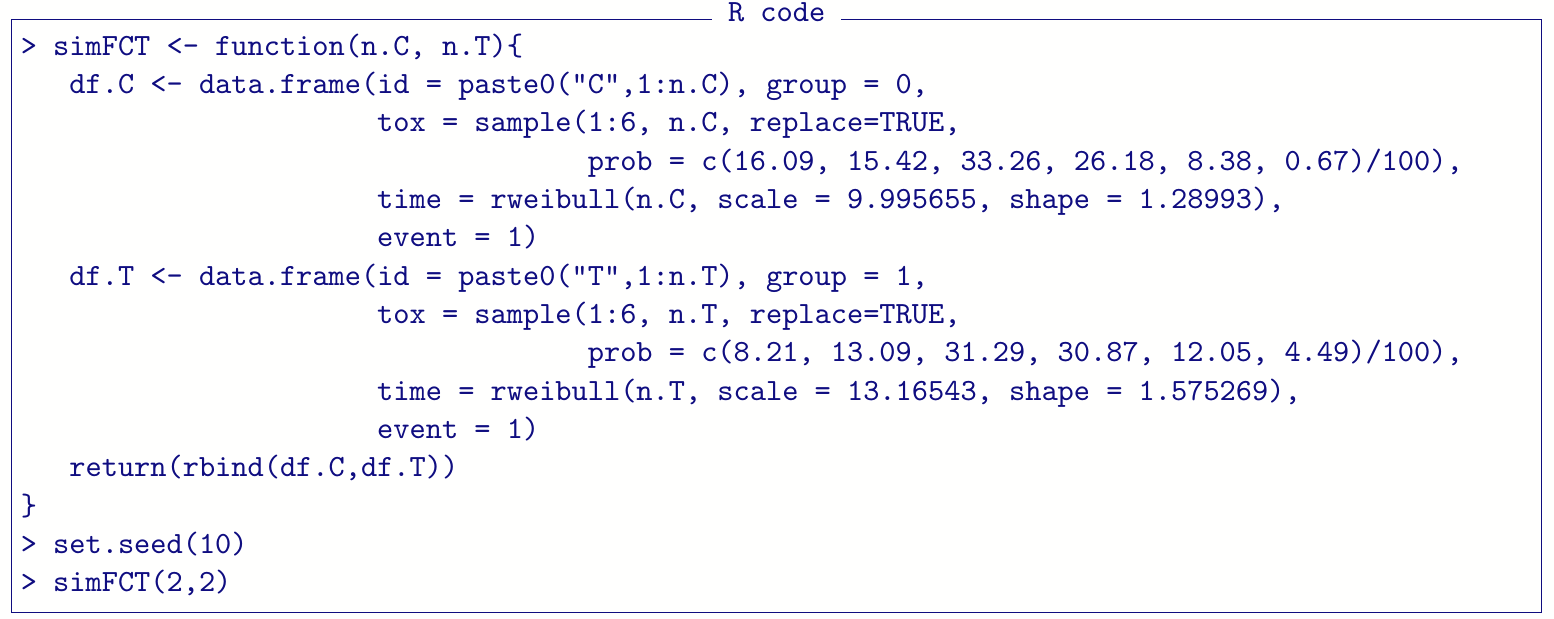 R code
> simFCT <- function(n.C, n.T){
   df.C <- data.frame(id = paste0("C",1:n.C), group = 0,
                      tox = sample(1:6, n.C, replace=TRUE,
                                   prob = c(16.09, 15.42, 33.26, 26.18, 8.38, 0.67)/100),
                      time = rweibull(n.C, scale = 9.995655, shape = 1.28993),
                      event = 1)
   df.T <- data.frame(id = paste0("T",1:n.T), group = 1,
                      tox = sample(1:6, n.T, replace=TRUE,
                                   prob = c(8.21, 13.09, 31.29, 30.87, 12.05, 4.49)/100),
                      time = rweibull(n.T, scale = 13.16543, shape = 1.575269),
                      event = 1)
   return(rbind(df.C,df.T))
}
> set.seed(10)
> simFCT(2,2)